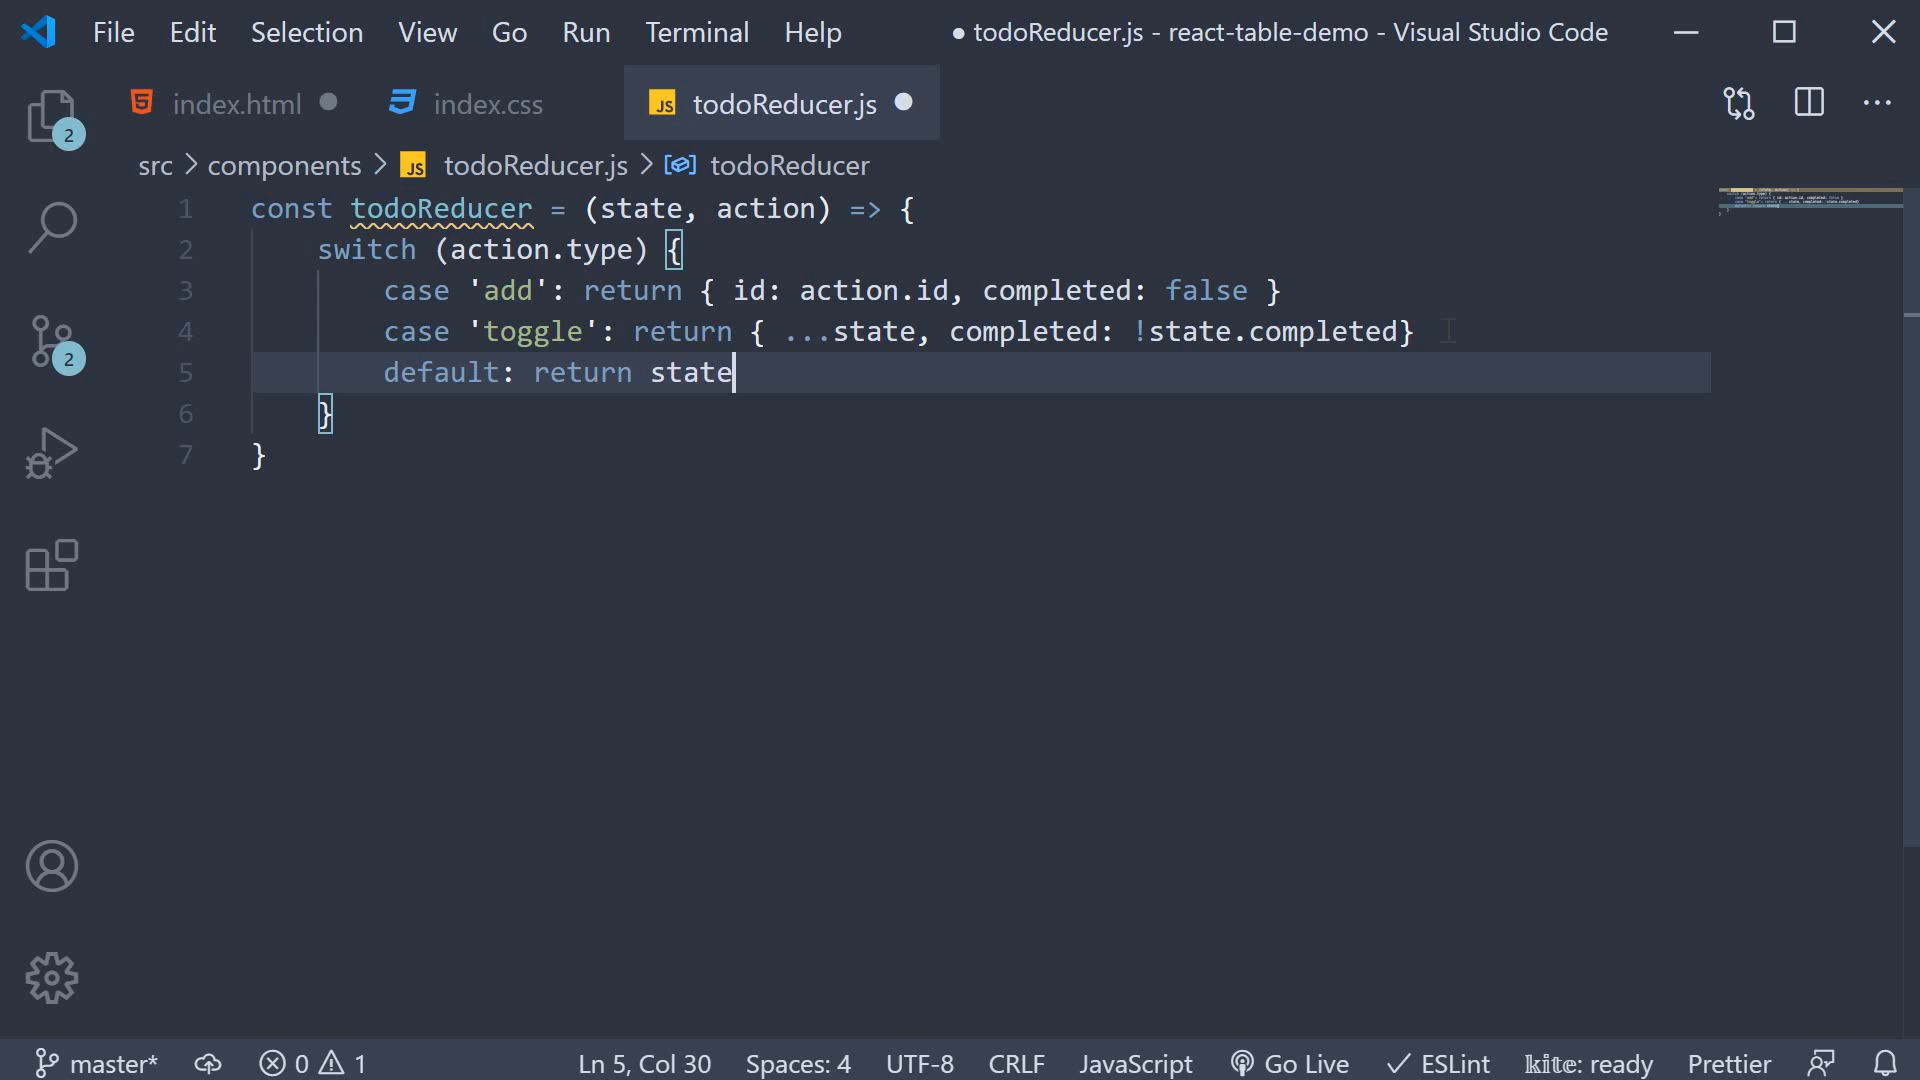 File Edit Selection View Go Run Terminal Help ● todoReducer.js - react-table-demo - Visual Studio Code
index.html index.css JS todoReducer.js
src > components > JS todoReducer.js > todoReducer
1 const todoReducer = (state, action) => {
2 switch (action.type) {
3 case 'add': return { id: action.id, completed: false }
4 case 'toggle': return { ...state, completed: !state.completed}
5 default: return state
6 }
7 }
2
2
master* 0 1 Ln 5, Col 30 Spaces: 4 UTF-8 CRLF JavaScript Go Live ESLint kite: ready Prettier